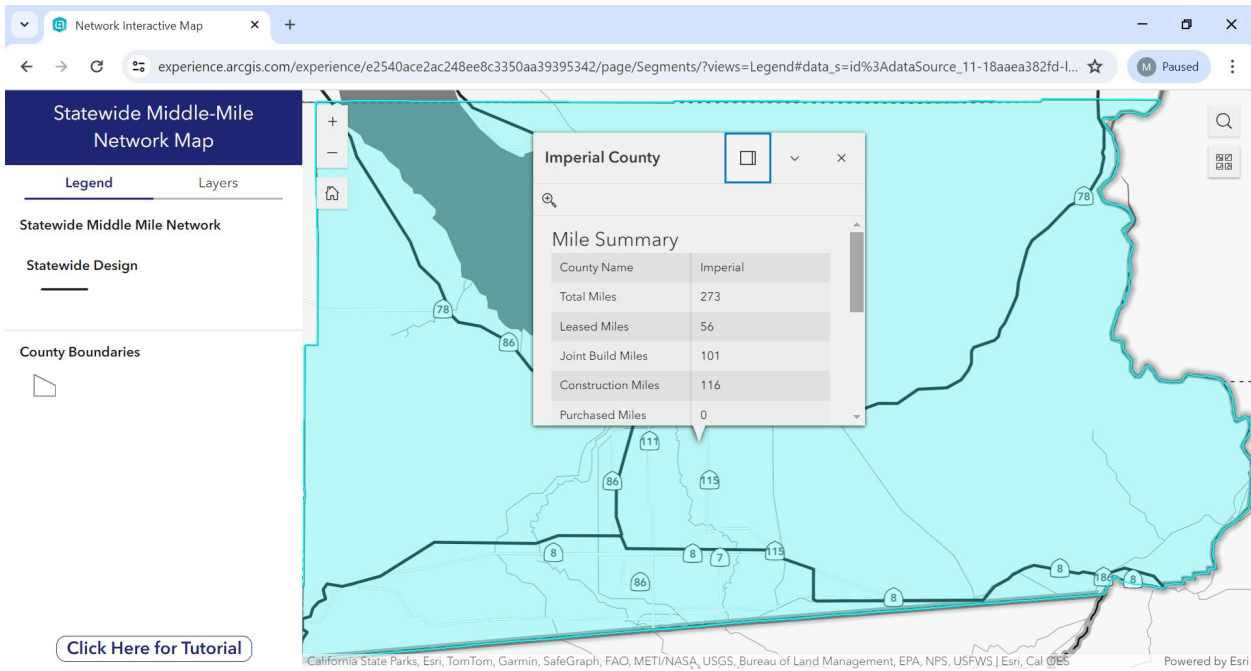 Network Interactive Map
experience.arcgis.com/experience/e2540ace2ac248ee8c3350aa39395342/page/Segments/?views=Legend#data_s=id%3AdataSource_11-18aaea382fd-l...
M Paused
Statewide Middle-Mile
Network Map
Legend Layers
Statewide Middle Mile Network
Statewide Design
County Boundaries
Click Here for Tutorial
Imperial County
Mile Summary
County Name Imperial
Total Miles 273
Leased Miles 56
Joint Build Miles 101
Construction Miles 116
Purchased Miles 0
78
78
86
111
86
115
8
8
7
115
86
8
8
186
8
California State Parks, Esri, TomTom, Garmin, SafeGraph, FAO, METI/NASA, USGS, Bureau of Land Management, EPA, NPS, USFWS | Esri, Cal OES
Powered by Esri